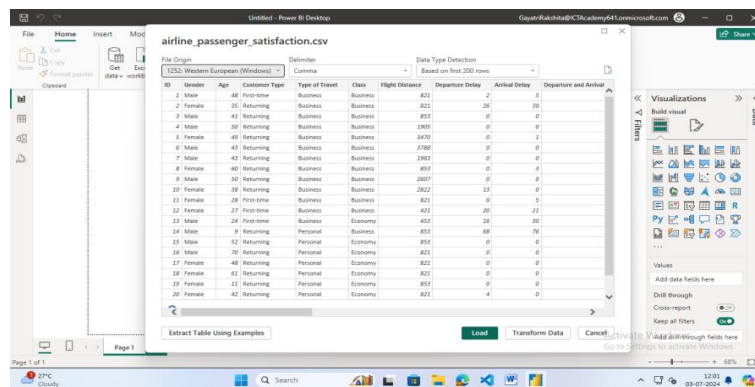 Untitled - Power BI Desktop
GayatriRakshita@ICTAcademy641.onmicrosoft.com
File Home Insert Mod
Share
Paste
Cut
Copy
Format painter
Clipboard
Get data
Exce
workb
airline_passenger_satisfaction.csv
File Origin Delimiter Data Type Detection
1252: Western European (Windows) Comma Based on first 200 rows
ID Gender Age Customer Type Type of Travel Class Flight Distance Departure Delay Arrival Delay Departure and Arrival
1 Male 48 First-time Business Business 821 2 5
2 Female 35 Returning Business Business 821 26 39
3 Male 41 Returning Business Business 853 0 0
4 Male 50 Returning Business Business 1905 0 0
5 Female 49 Returning Business Business 3470 0 1
6 Male 43 Returning Business Business 3788 0 0
7 Male 43 Returning Business Business 1983 0 0
8 Female 60 Returning Business Business 853 0 3
9 Male 50 Returning Business Business 2607 0 0
10 Female 38 Returning Business Business 2822 13 0
11 Female 28 First-time Business Business 821 0 5
12 Female 27 First-time Business Business 421 20 21
13 Male 24 First-time Business Economy 453 16 30
14 Male 9 Returning Personal Business 853 68 76
15 Male 52 Returning Personal Economy 853 0 0
16 Male 70 Returning Personal Economy 821 0 0
17 Female 48 Returning Personal Economy 821 0 0
18 Female 61 Returning Personal Economy 821 0 0
19 Female 11 Returning Personal Economy 853 0 0
20 Female 42 Returning Personal Economy 821 4 0
Extract Table Using Examples Load Transform Data Cancel
Filters
Visualizations
Build visual
Values
Add data fields here
Drill through
Cross-report
Off
Keep all filters
On
Add drill-through fields here
Activate Windows
Go to Settings to activate Windows.
Page 1
Page 1 of 1
68%
27°C
Cloudy
Search
12:01
03-07-2024